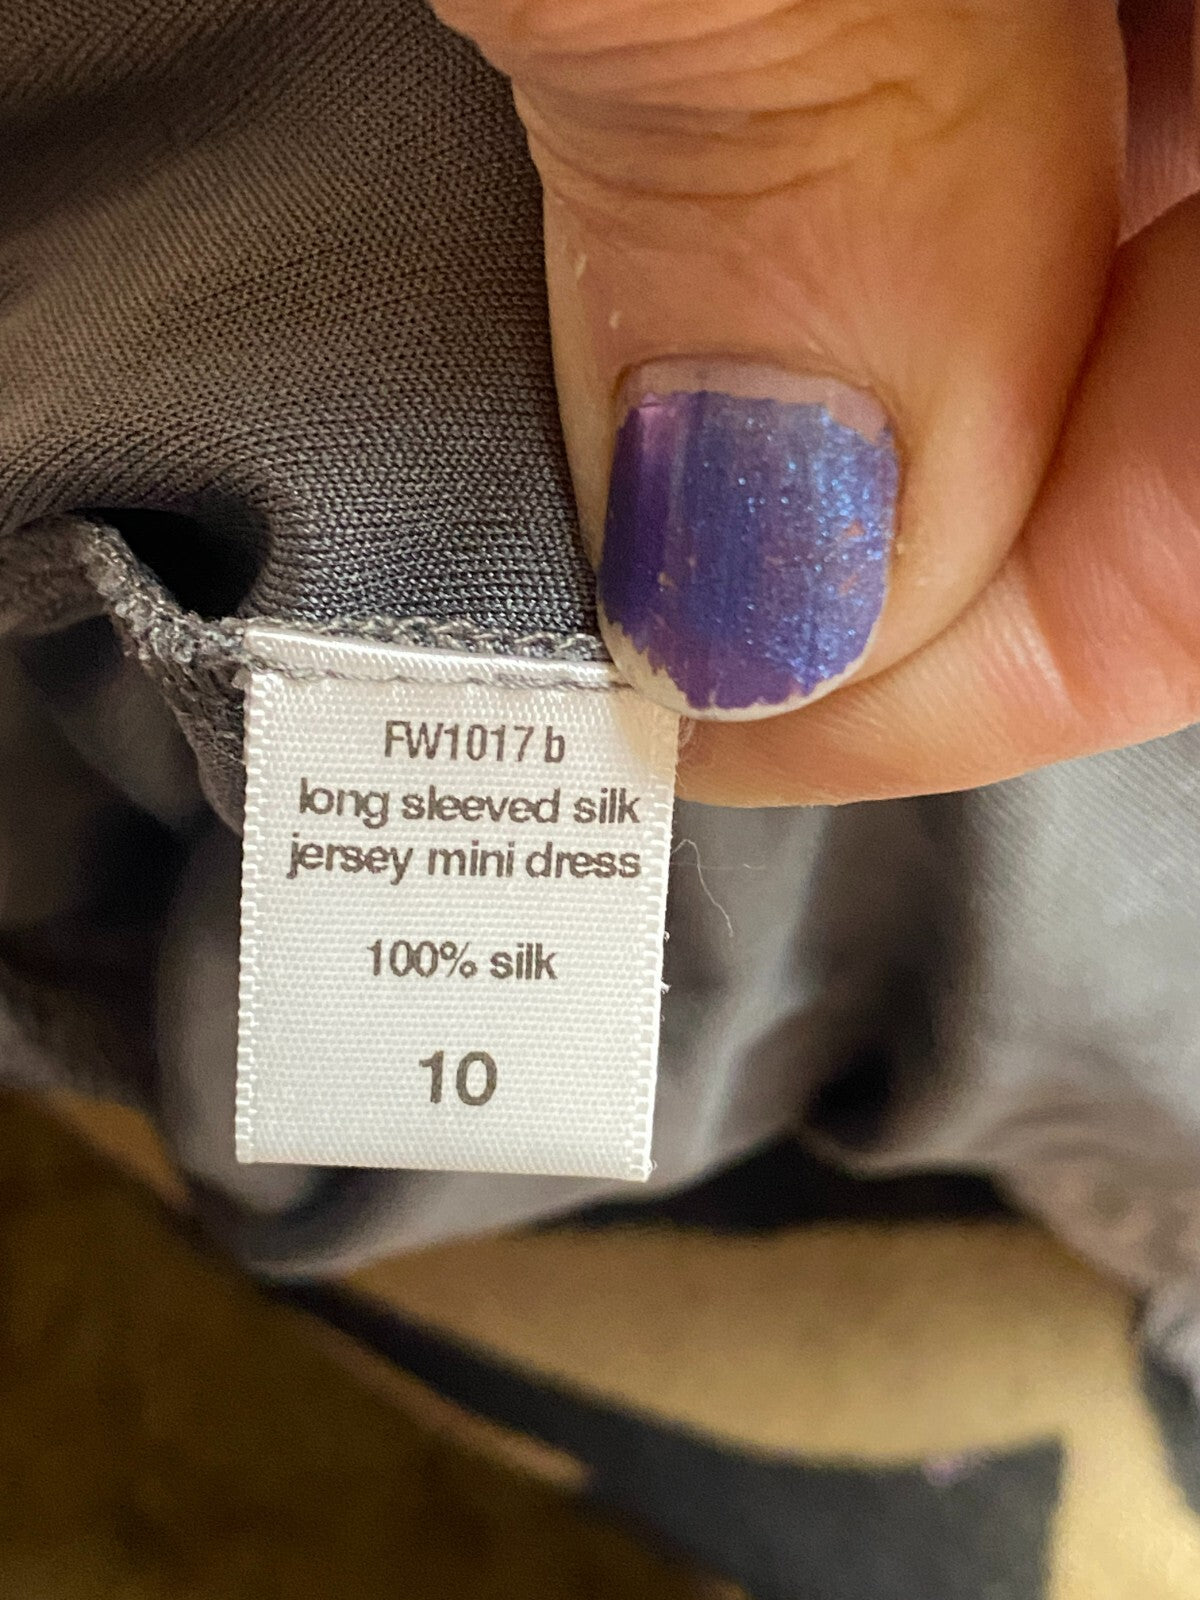 FW1017 b
long sleeved silk
jersey mini dress
100% silk
10